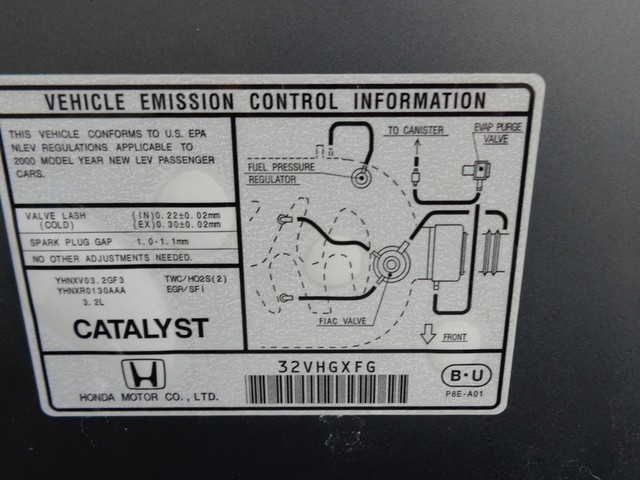 VEHICLE EMISSION CONTROL INFORMATION
THIS VEHICLE CONFORMS TO U.S. EPA
NLEV REGULATIONS APPLICABLE TO
2000 MODEL YEAR NEW LEV PASSENGER
CARS.
VALVE LASH (IN)0.22±0.02mm
(COLD) (EX)0.30±0.02mm
SPARK PLUG GAP 1.0-1.1mm
NO OTHER ADJUSTMENTS NEEDED.
YHNXV03.2GF3 TWC/HO2S(2)
YHNXR0130AAA EGR/SFI
3.2L
CATALYST
TO CANISTER
EVAP PURGE
VALVE
FUEL PRESSURE
REGULATOR
FIAC VALVE
FRONT
HONDA MOTOR CO., LTD.
32VHGXFG
B·U
P8E-A01